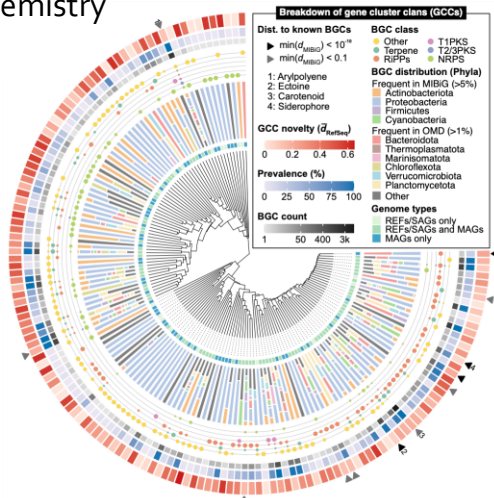 emistry
Breakdown of gene cluster clans (GCCs)
Dist. to known BGCs
min(d_MIBiG) < 10⁻¹⁶
min(d_MIBiG) < 0.1
1: Arylpolyene
2: Ectoine
3: Carotenoid
4: Siderophore
GCC novelty (d̄_RefSeq)
0 0.2 0.4 0.6
Prevalence (%)
0 25 50 75 100
BGC count
1 50 400 3k
BGC class
Other T1PKS
Terpene T2/3PKS
RiPPs NRPS
BGC distribution (Phyla)
Frequent in MIBiG (>5%)
Actinobacteriota
Proteobacteria
Firmicutes
Cyanobacteria
Frequent in OMD (>1%)
Bacteroidota
Thermoplasmatota
Marinisomatota
Chloroflexota
Verrucomicrobiota
Planctomycetota
Other
Genome types
REFs/SAGs only
REFs/SAGs and MAGs
MAGs only